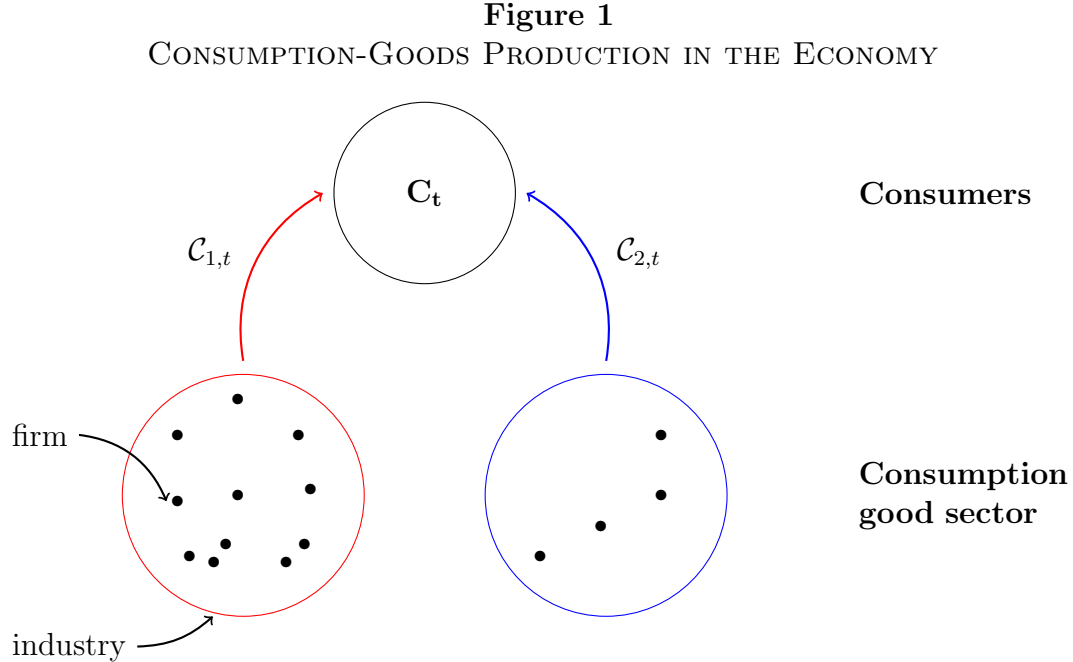 Figure 1
Consumption-Goods Production in the Economy
C_t
Consumers
𝒞_{1,t}
𝒞_{2,t}
firm
Consumption
good sector
industry